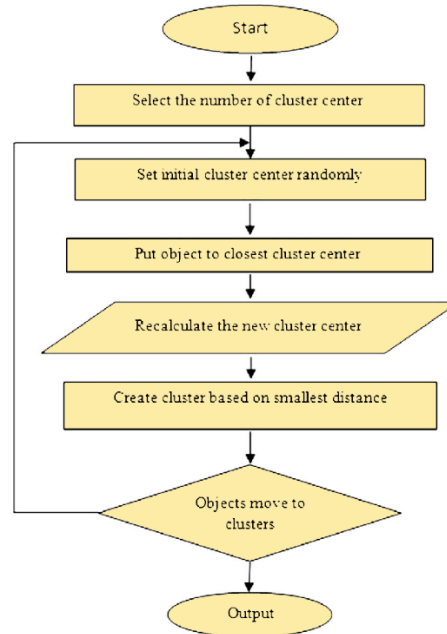 Start
Select the number of cluster center
Set initial cluster center randomly
Put object to closest cluster center
Recalculate the new cluster center
Create cluster based on smallest distance
Objects move to
clusters
Output